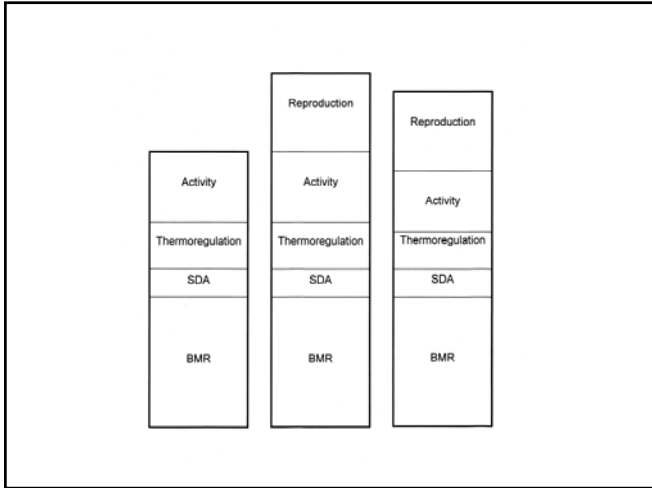 Activity
Thermoregulation
SDA
BMR
Reproduction
Activity
Thermoregulation
SDA
BMR
Reproduction
Activity
Thermoregulation
SDA
BMR